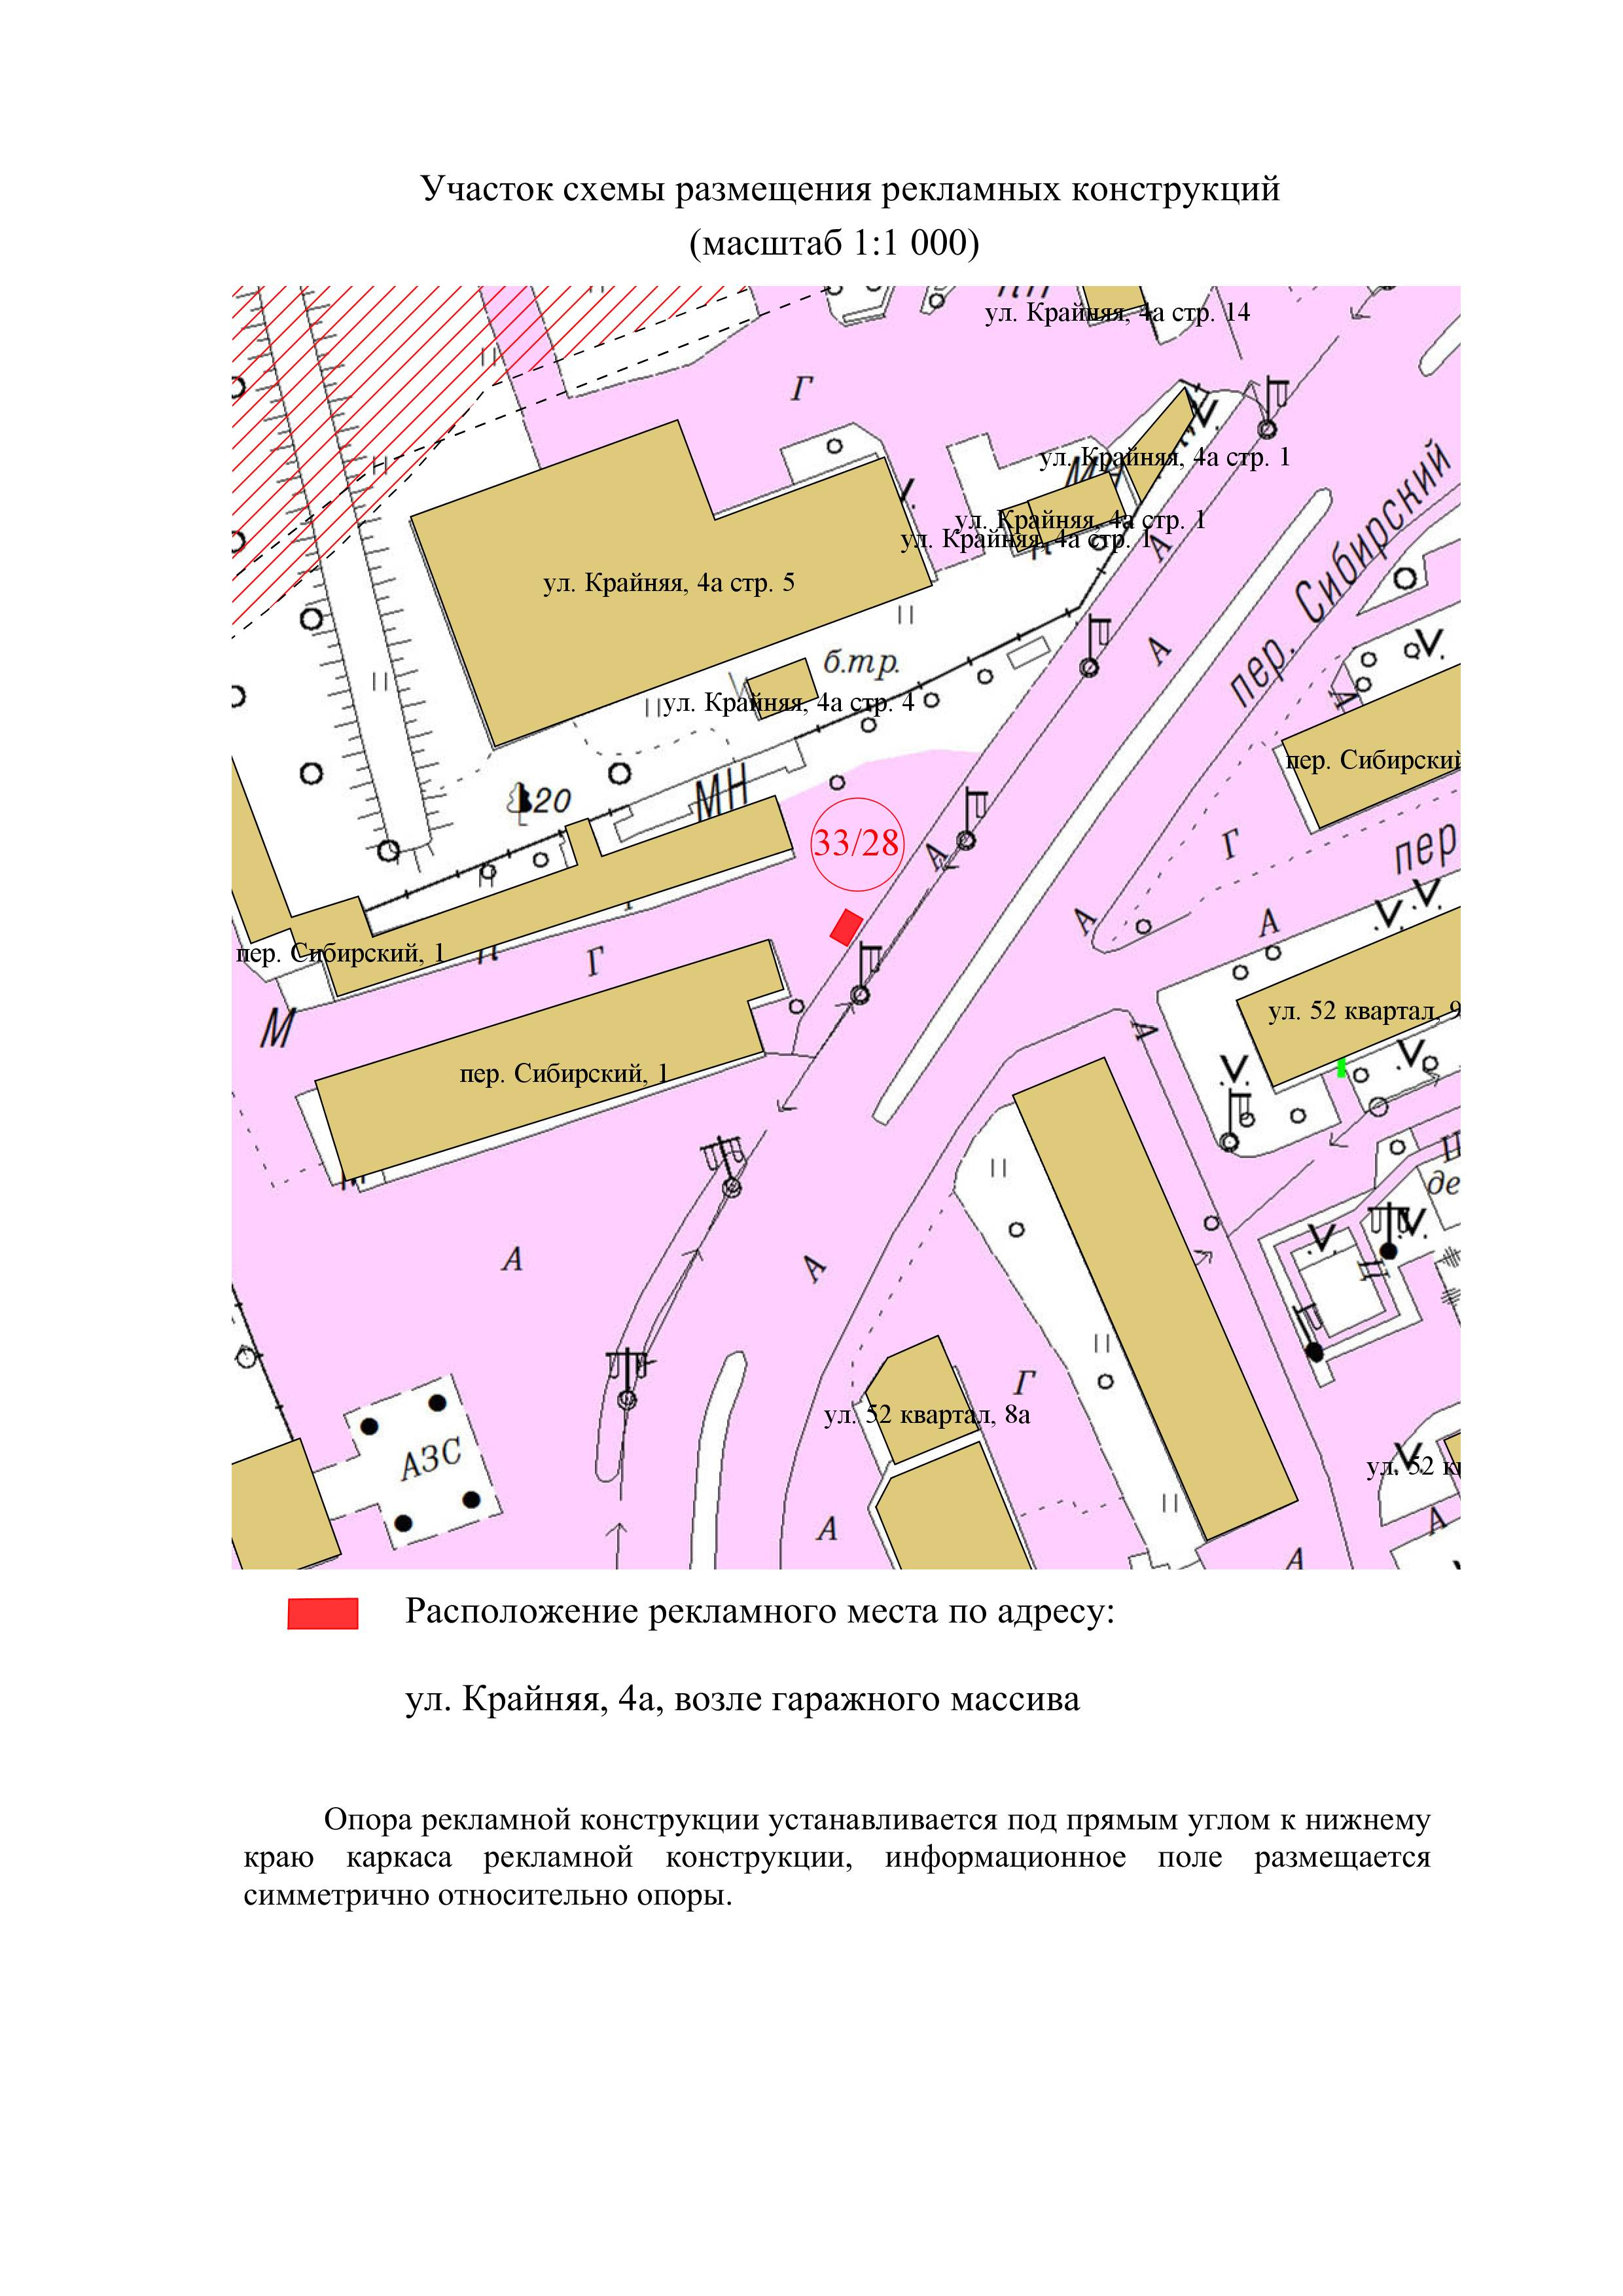 Участок схемы размещения рекламных конструкций
(масштаб 1:1 000)
ул. Крайняя, 4а стр. 14
Г
ул. Крайняя, 4а стр. 1
ул. Крайняя, 4а стр. 1
ул. Крайняя, 4а стр. 1
А
пер. Сибирский
ул. Крайняя, 4а стр. 5
б.тр.
А
ул. Крайняя, 4а стр. 4
пер. Сибирский
МН
20
33/28
А
Г
пер
А
А
пер. Сибирский, 1
Г
ул. 52 квартал, 9
М
А
пер. Сибирский, 1
де
А
А
Ц
Г
ул. 52 квартал, 8а
АЗС
ул. 52 к
А
А
А
Расположение рекламного места по адресу:
ул. Крайняя, 4а, возле гаражного массива
Опора рекламной конструкции устанавливается под прямым углом к нижнему
краю каркаса рекламной конструкции, информационное поле размещается
симметрично относительно опоры.